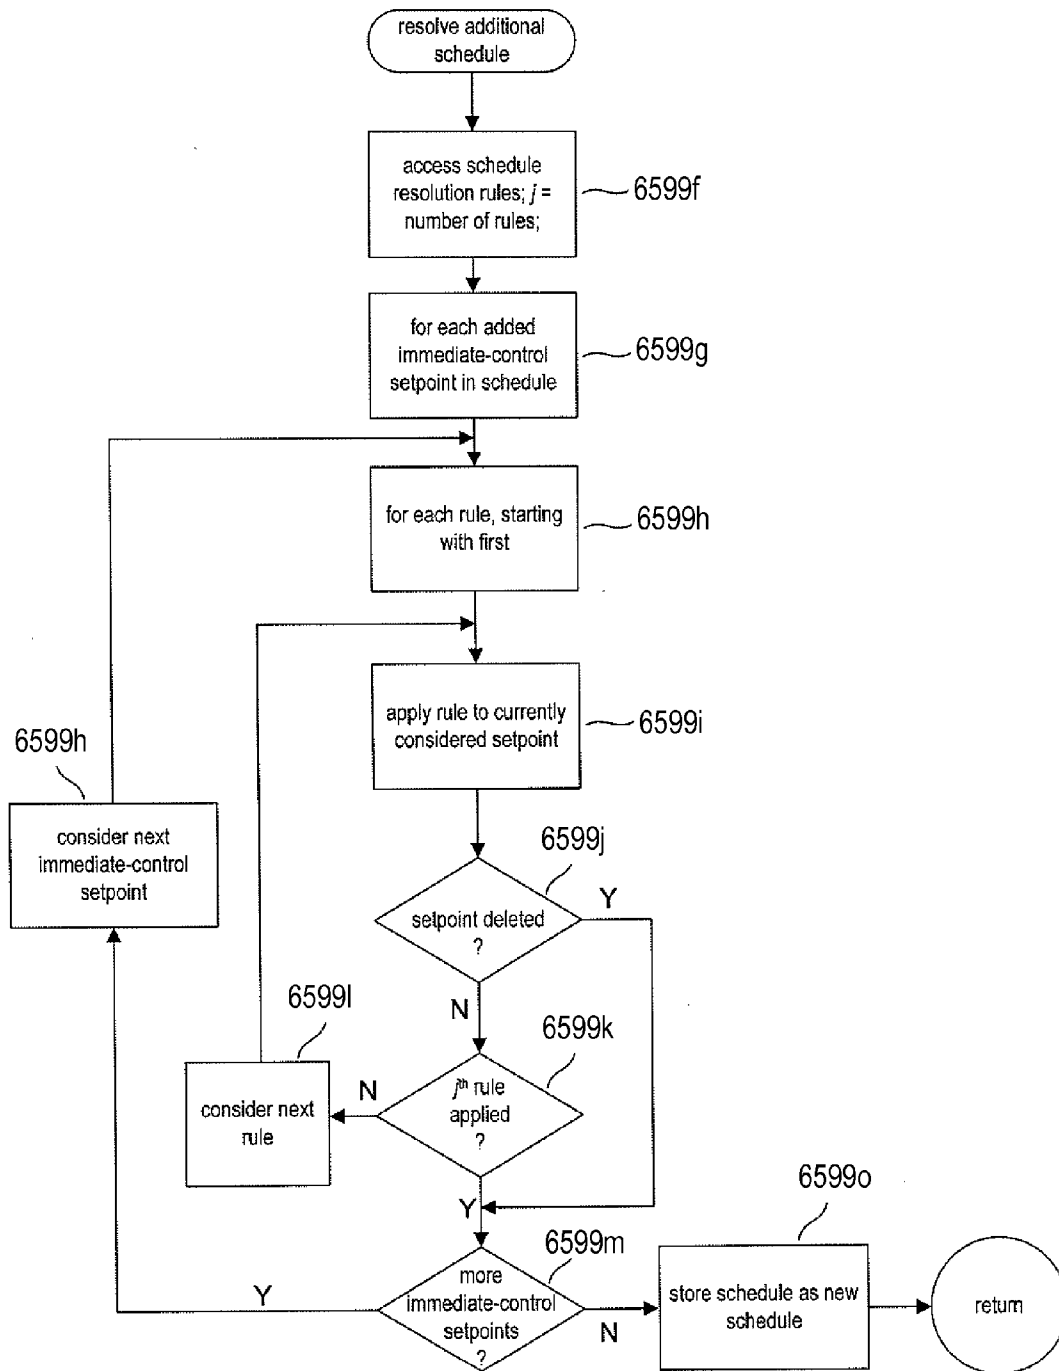 resolve additional
schedule
access schedule
resolution rules; j =
number of rules;
6599f
for each added
immediate-control
setpoint in schedule
6599g
for each rule, starting
with first
6599h
apply rule to currently
considered setpoint
6599i
6599h
consider next
immediate-control
setpoint
6599j
setpoint deleted
?
Y
N
6599l
consider next
rule
6599k
jth rule
applied
?
N
Y
6599m
more
immediate-control
setpoints
?
Y
N
6599o
store schedule as new
schedule
return